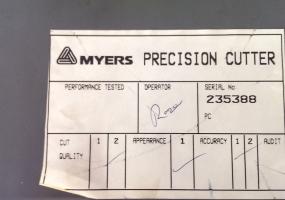 MYERS PRECISION CUTTER
PERFORMANCE TESTED OPERATOR SERIAL No
235388
PC
CUT 1 2 APPEARANCE 1 ACCURACY 1 2 AUDIT
QUALITY